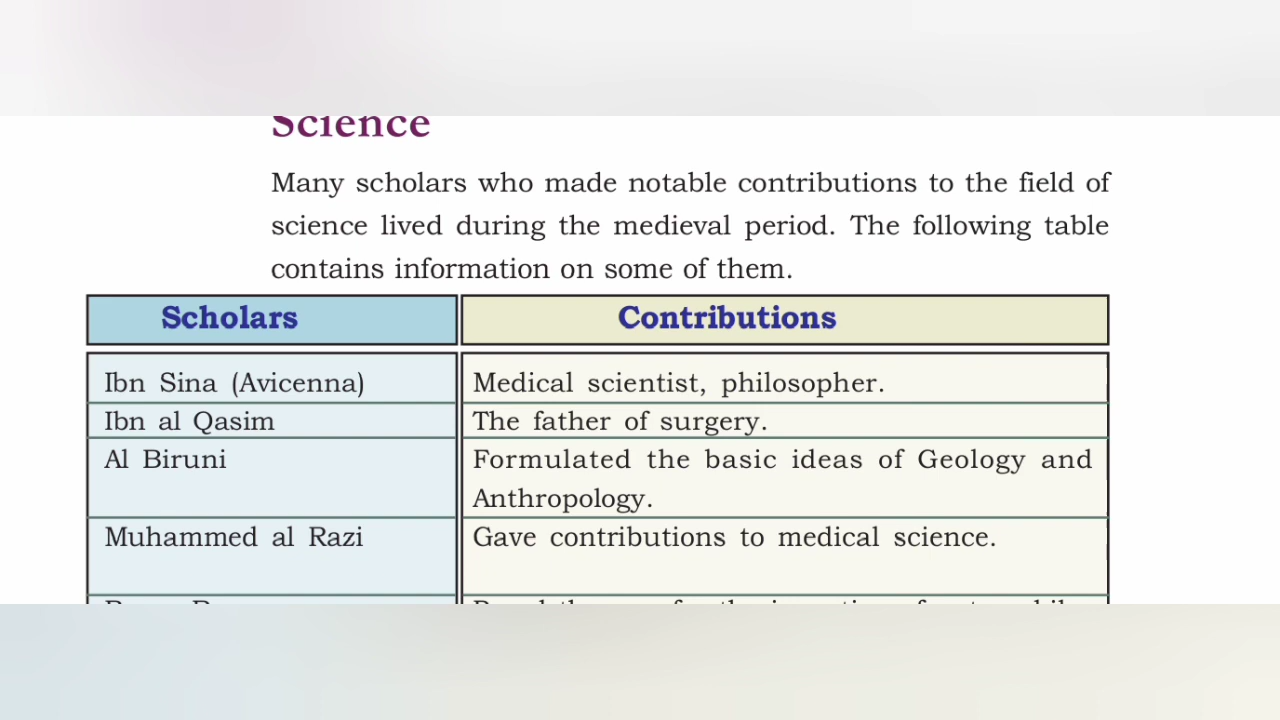 Science
Many scholars who made notable contributions to the field of
science lived during the medieval period. The following table
contains information on some of them.
Scholars Contributions
Ibn Sina (Avicenna) Medical scientist, philosopher.
Ibn al Qasim The father of surgery.
Al Biruni Formulated the basic ideas of Geology and
Anthropology.
Muhammed al Razi Gave contributions to medical science.